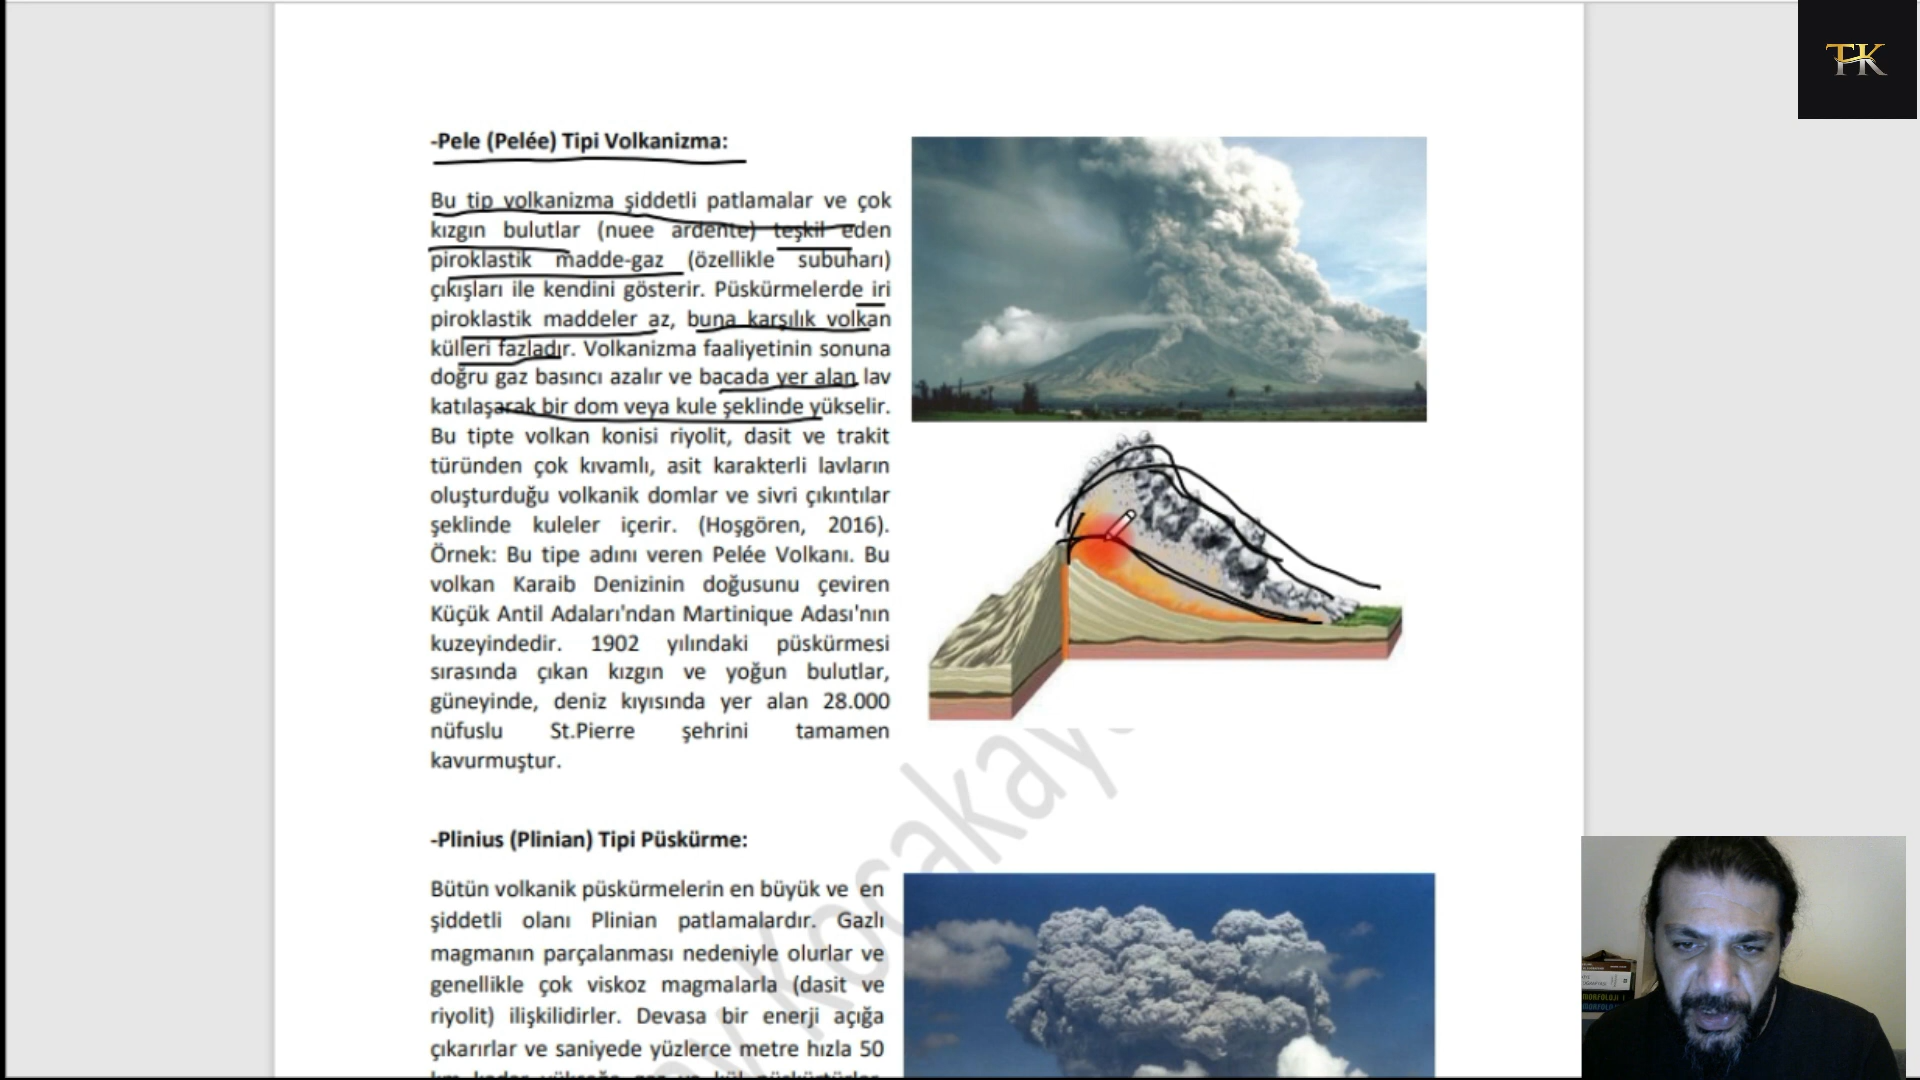 TK
-Pele (Pelée) Tipi Volkanizma:
Bu tip volkanizma şiddetli patlamalar ve çok
kızgın bulutlar (nuee ardente) teşkil eden
piroklastik madde-gaz (özellikle subuharı)
çıkışları ile kendini gösterir. Püskürmelerde iri
piroklastik maddeler az, buna karşılık volkan
külleri fazladır. Volkanizma faaliyetinin sonuna
doğru gaz basıncı azalır ve bacada yer alan lav
katılaşarak bir dom veya kule şeklinde yükselir.
Bu tipte volkan konisi riyolit, dasit ve trakit
türünden çok kıvamlı, asit karakterli lavların
oluşturduğu volkanik domlar ve sivri çıkıntılar
şeklinde kuleler içerir. (Hoşgören, 2016).
Örnek: Bu tipe adını veren Pelée Volkanı. Bu
volkan Karaib Denizinin doğusunu çeviren
Küçük Antil Adaları'ndan Martinique Adası'nın
kuzeyindedir. 1902 yılındaki püskürmesi
sırasında çıkan kızgın ve yoğun bulutlar,
güneyinde, deniz kıyısında yer alan 28.000
nüfuslu St.Pierre şehrini tamamen
kavurmuştur.
-Plinius (Plinian) Tipi Püskürme:
Bütün volkanik püskürmelerin en büyük ve en
şiddetli olanı Plinian patlamalardır. Gazlı
magmanın parçalanması nedeniyle olurlar ve
genellikle çok viskoz magmalarla (dasit ve
riyolit) ilişkilidirler. Devasa bir enerji açığa
çıkarırlar ve saniyede yüzlerce metre hızla 50